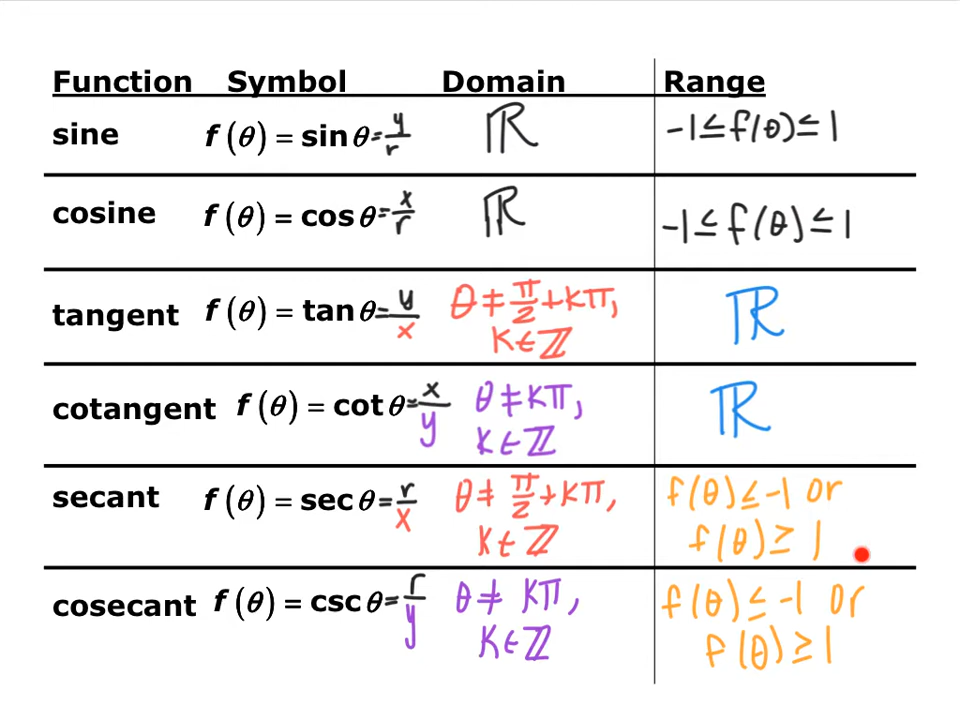 Function Symbol Domain Range
sine f(θ) = sin θ = y/r ℝ -1 ≤ f(θ) ≤ 1
cosine f(θ) = cos θ = x/r ℝ -1 ≤ f(θ) ≤ 1
tangent f(θ) = tan θ = y/x θ ≠ π/2 + kπ, ℝ
k ∈ ℤ
cotangent f(θ) = cot θ = x/y θ ≠ kπ, ℝ
k ∈ ℤ
secant f(θ) = sec θ = r/x θ ≠ π/2 + kπ, f(θ) ≤ -1 or
k ∈ ℤ f(θ) ≥ 1
cosecant f(θ) = csc θ = r/y θ ≠ kπ, f(θ) ≤ -1 or
k ∈ ℤ f(θ) ≥ 1